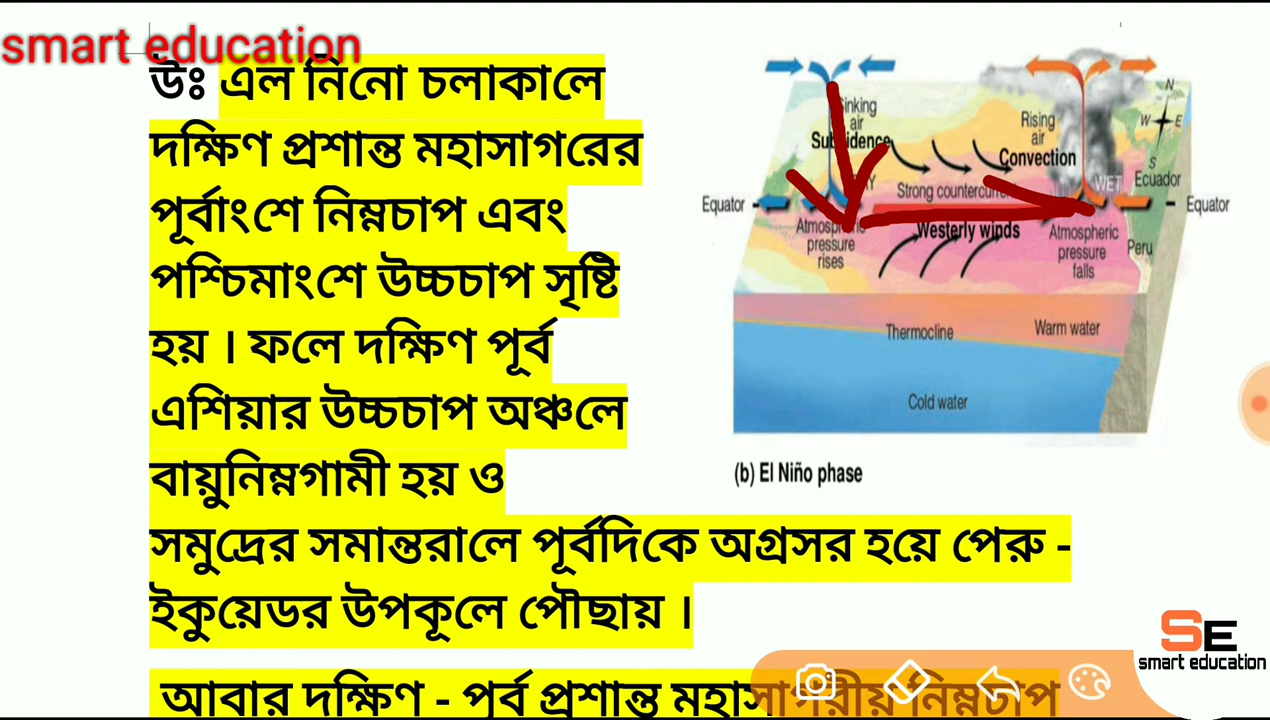 smart education
উঃ এল নিনো চলাকালে
দক্ষিণ প্রশান্ত মহাসাগরের
পূর্বাংশে নিম্নচাপ এবং
পশ্চিমাংশে উচ্চচাপ সৃষ্টি
হয় । ফলে দক্ষিণ পূর্ব
এশিয়ার উচ্চচাপ অঞ্চলে
বায়ুনিম্নগামী হয় ও
সমুদ্রের সমান্তরালে পূর্বদিকে অগ্রসর হয়ে পেরু -
ইকুয়েডর উপকূলে পৌছায় ।
আবার দক্ষিণ - পূর্ব প্রশান্ত মহাসাগরীয় নিম্নচাপ
Sinking
air
Subsidence
Rising
air
Convection
N
W E
S
WET
Ecuador
Equator
Strong
Equator
Westerly winds
Atmospheric
pressure
rises
Atmospheric
pressure
falls
Peru
Thermocline
Warm water
Cold water
(b) El Niño phase
SE
smart education